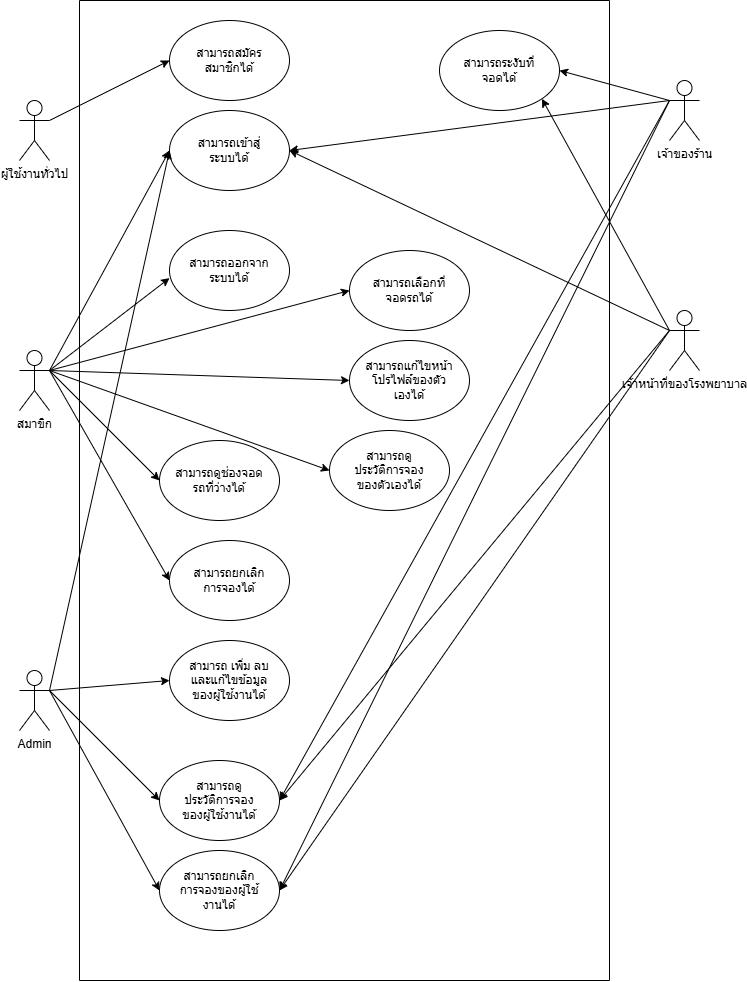 สามารถสมัคร
สมาชิกได้
สามารถระงับที่
จอดได้
ผู้ใช้งานทั่วไป
สามารถเข้าสู่
ระบบได้
เจ้าของร้าน
สามารถออกจาก
ระบบได้
สามารถเลือกที่
จอดรถได้
สมาขิก
สามารถแก้ไขหน้า
โปรไฟล์ของตัว
เองได้
เจ้าหน้าที่ของโรงพยาบาล
สามารถดูช่องจอด
รถที่ว่างได้
สามารถดู
ประวัติการจอง
ของตัวเองได้
สามารถยกเลิก
การจองได้
สามารถ เพิ่ม ลบ
และแก้ไขข้อมูล
ของผู้ใช้งานได้
Admin
สามารถดู
ประวัติการจอง
ของผู้ใช้งานได้
สามารถยกเลิก
การจองของผู้ใช้
งานได้